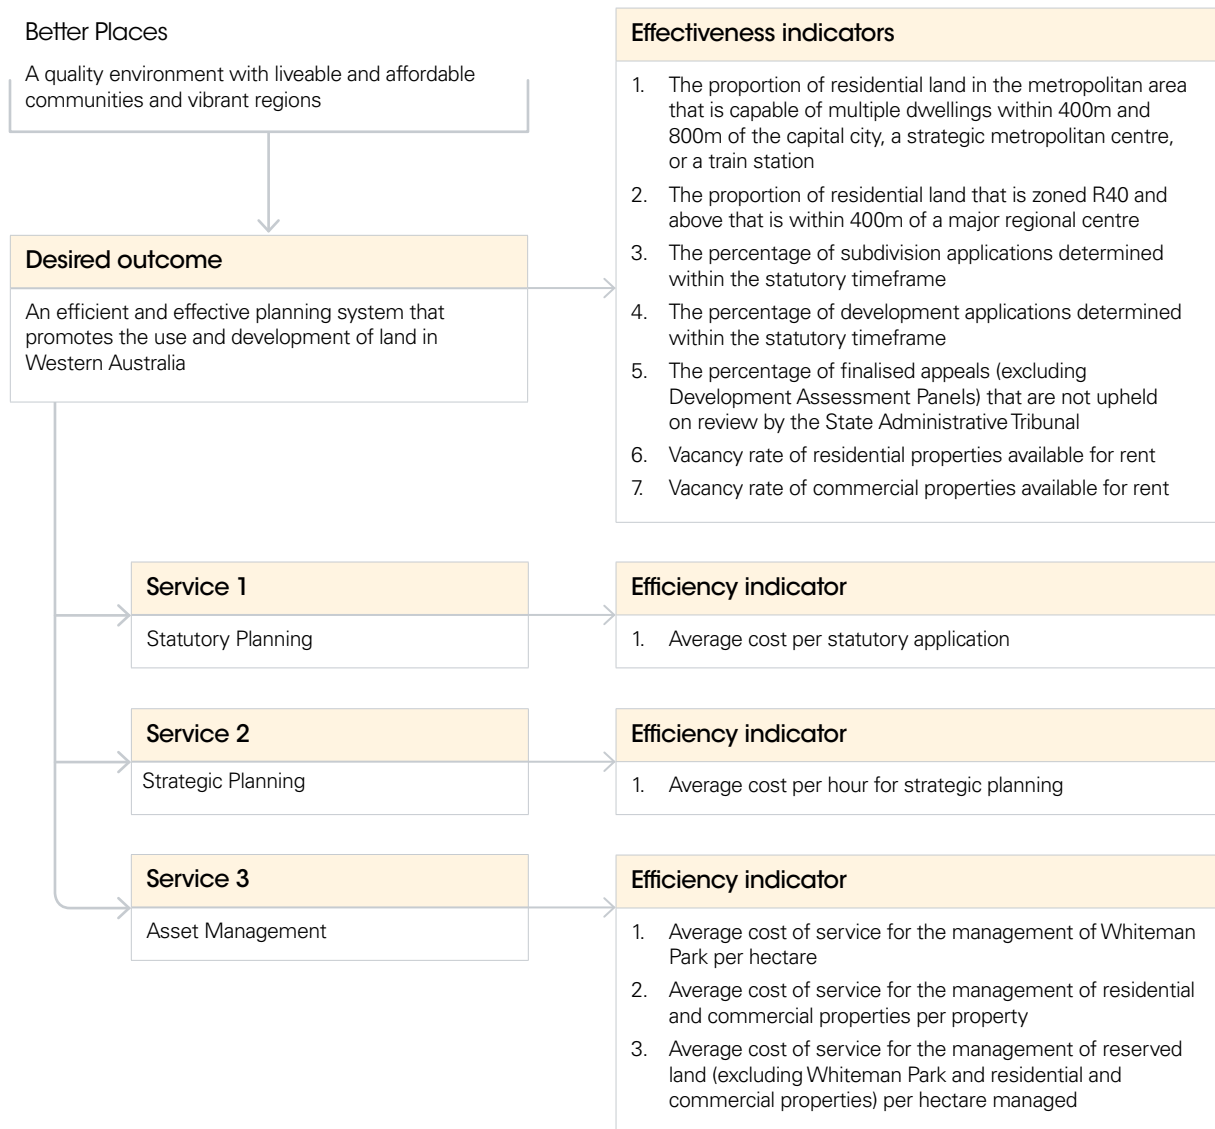 Better Places
A quality environment with liveable and affordable
communities and vibrant regions
Desired outcome
An efficient and effective planning system that
promotes the use and development of land in
Western Australia
Effectiveness indicators
1. The proportion of residential land in the metropolitan area
that is capable of multiple dwellings within 400m and
800m of the capital city, a strategic metropolitan centre,
or a train station
2. The proportion of residential land that is zoned R40 and
above that is within 400m of a major regional centre
3. The percentage of subdivision applications determined
within the statutory timeframe
4. The percentage of development applications determined
within the statutory timeframe
5. The percentage of finalised appeals (excluding
Development Assessment Panels) that are not upheld
on review by the State Administrative Tribunal
6. Vacancy rate of residential properties available for rent
7. Vacancy rate of commercial properties available for rent
Service 1
Statutory Planning
Efficiency indicator
1. Average cost per statutory application
Service 2
Strategic Planning
Efficiency indicator
1. Average cost per hour for strategic planning
Service 3
Asset Management
Efficiency indicator
1. Average cost of service for the management of Whiteman
Park per hectare
2. Average cost of service for the management of residential
and commercial properties per property
3. Average cost of service for the management of reserved
land (excluding Whiteman Park and residential and
commercial properties) per hectare managed